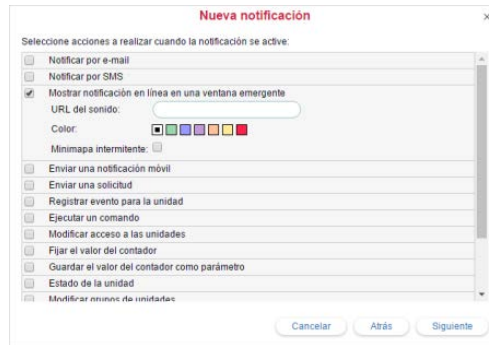 Nueva notificación
×
Seleccione acciones a realizar cuando la notificación se active:
Notificar por e-mail
Notificar por SMS
Mostrar notificación en línea en una ventana emergente
URL del sonido:
Color:
Minimapa intermitente:
Enviar una notificación móvil
Enviar una solicitud
Registrar evento para la unidad
Ejecutar un comando
Modificar acceso a las unidades
Fijar el valor del contador
Guardar el valor del contador como parámetro
Estado de la unidad
Modificar grupos de unidades
Cancelar Atrás Siguiente